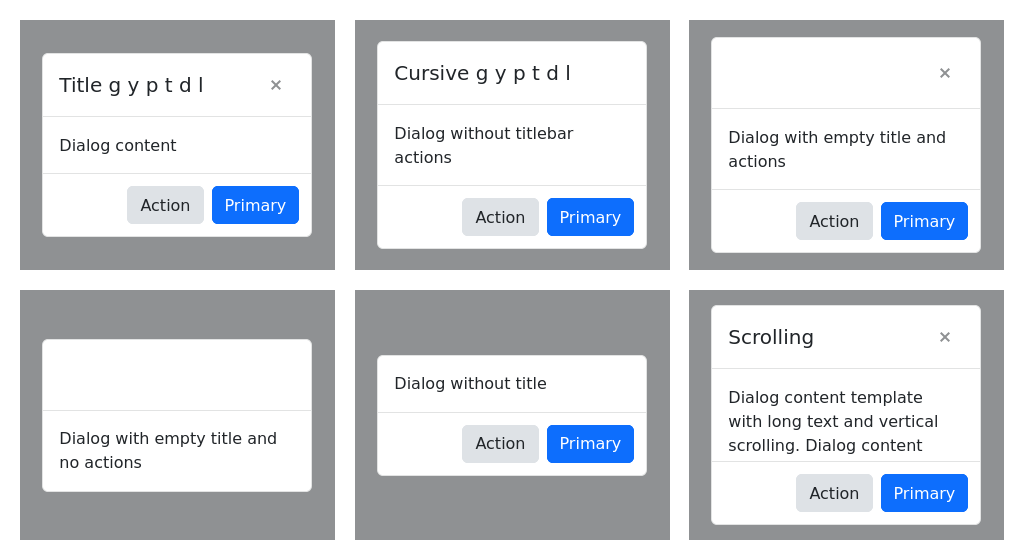 Title g y p t d l ×
Dialog content
Action Primary
Cursive g y p t d l
Dialog without titlebar
actions
Action Primary
×
Dialog with empty title and
actions
Action Primary
Dialog with empty title and
no actions
Dialog without title
Action Primary
Scrolling ×
Dialog content template
with long text and vertical
scrolling. Dialog content
Action Primary